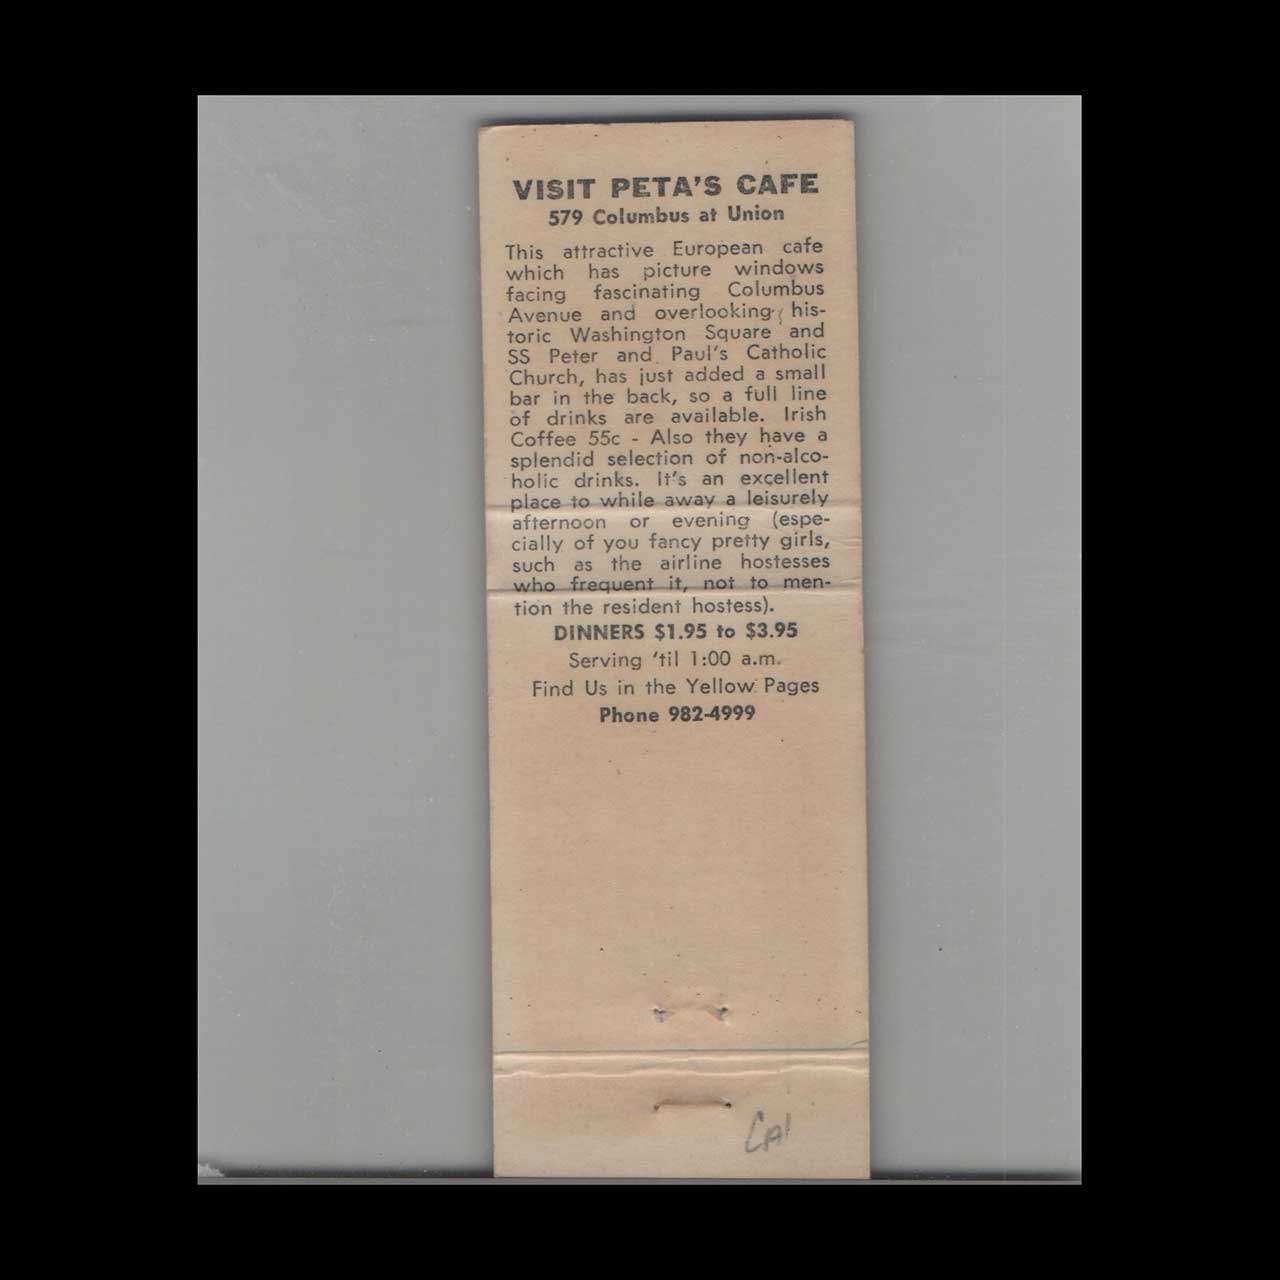 VISIT PETA'S CAFE
579 Columbus at Union
This attractive European cafe
which has picture windows
facing fascinating Columbus
Avenue and overlooking his-
toric Washington Square and
SS Peter and Paul's Catholic
Church, has just added a small
bar in the back, so a full line
of drinks are available. Irish
Coffee 55c - Also they have a
splendid selection of non-alco-
holic drinks. It's an excellent
place to while away a leisurely
afternoon or evening (espe-
cially of you fancy pretty girls,
such as the airline hostesses
who frequent it, not to men-
tion the resident hostess).
DINNERS $1.95 to $3.95
Serving 'til 1:00 a.m.
Find Us in the Yellow Pages
Phone 982-4999
CAl